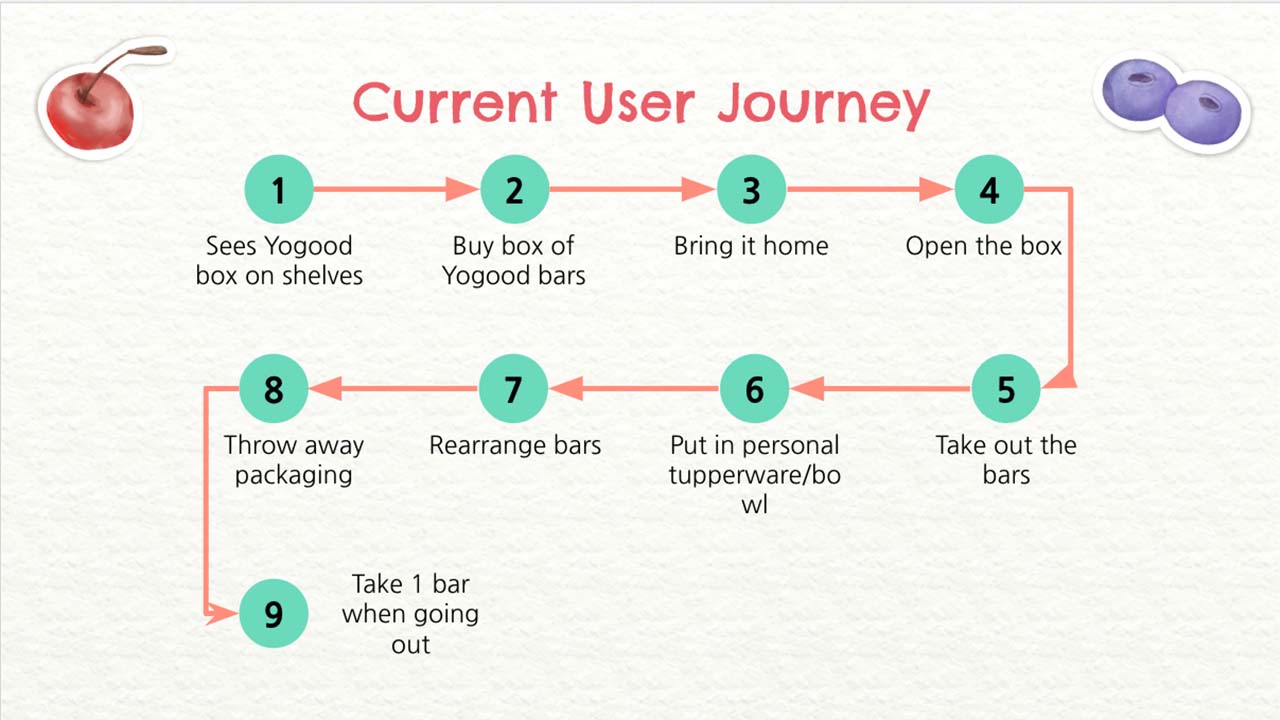 Current User Journey
1
2
3
4
Sees Yogood
box on shelves
Buy box of
Yogood bars
Bring it home
Open the box
8
7
6
5
Throw away
packaging
Rearrange bars
Put in personal
tupperware/bo
wl
Take out the
bars
9
Take 1 bar
when going
out